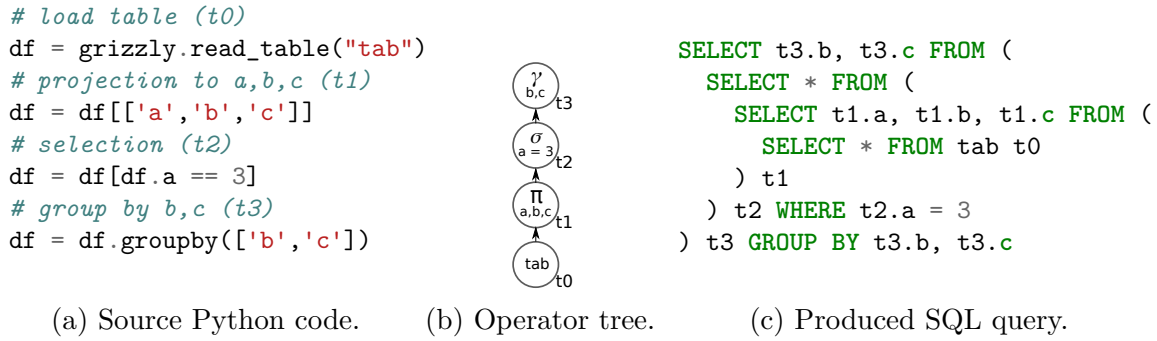 # load table (t0)
df = grizzly.read_table("tab")
# projection to a,b,c (t1)
df = df[['a','b','c']]
# selection (t2)
df = df[df.a == 3]
# group by b,c (t3)
df = df.groupby(['b','c'])
(a) Source Python code.
γ
b,c
t3
σ
a = 3
t2
Π
a,b,c
t1
tab
t0
(b) Operator tree.
SELECT t3.b, t3.c FROM (
SELECT * FROM (
SELECT t1.a, t1.b, t1.c FROM (
SELECT * FROM tab t0
) t1
) t2 WHERE t2.a = 3
) t3 GROUP BY t3.b, t3.c
(c) Produced SQL query.